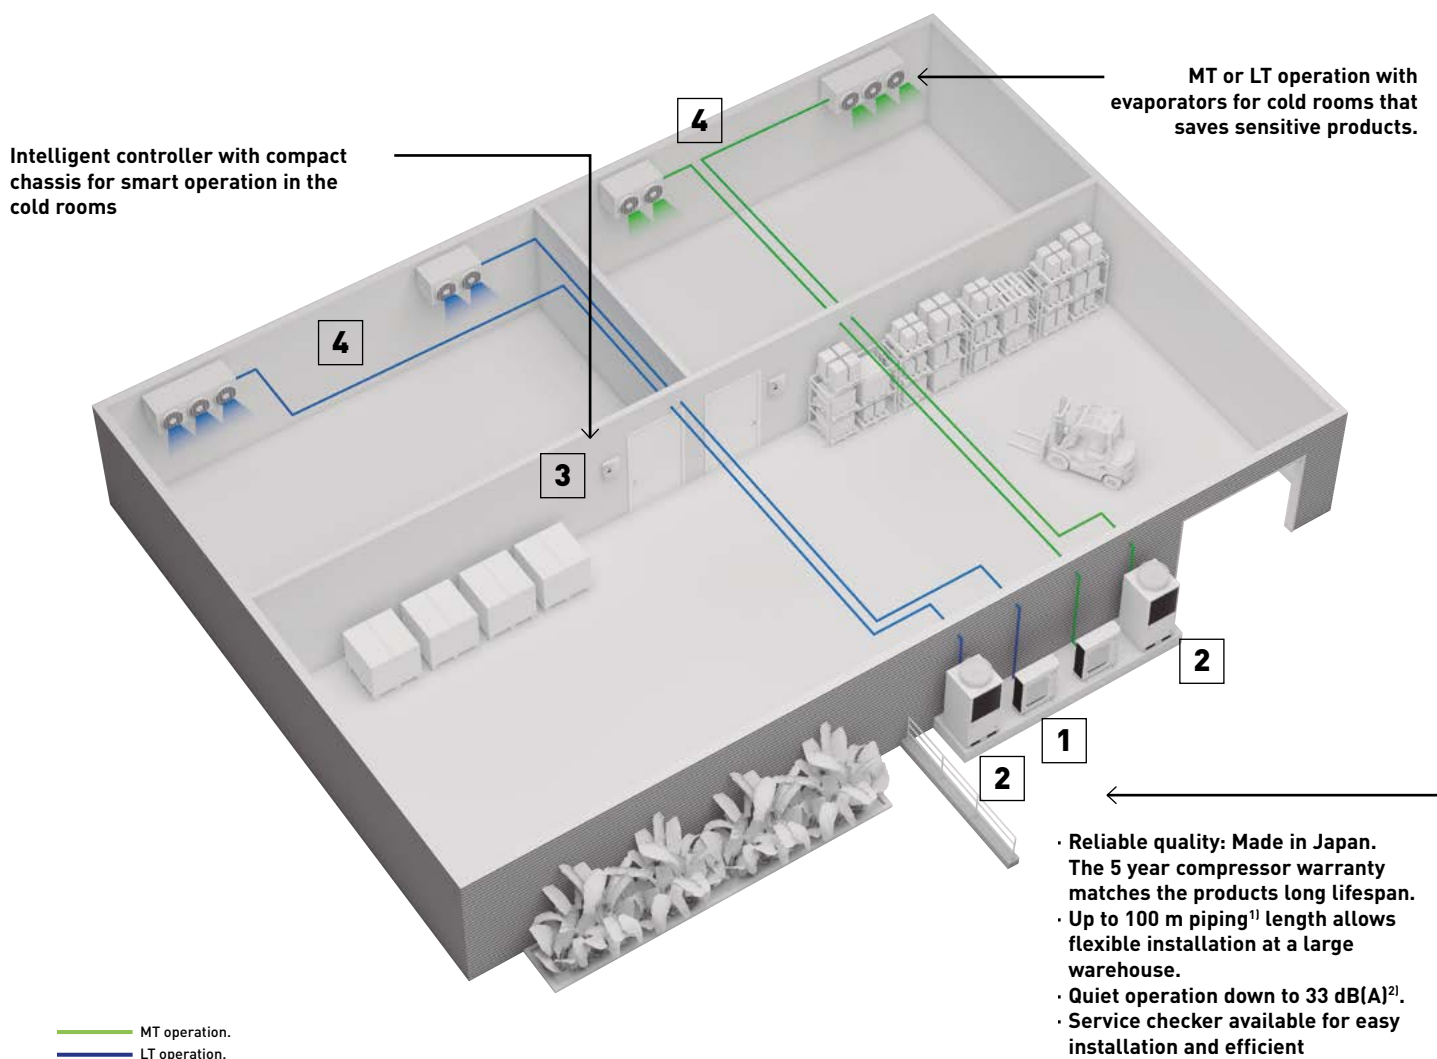 MT or LT operation with
evaporators for cold rooms that
saves sensitive products.
4
Intelligent controller with compact
chassis for smart operation in the
cold rooms
4
3
2
1
2
· Reliable quality: Made in Japan.
The 5 year compressor warranty
matches the products long lifespan.
· Up to 100 m piping¹⁾ length allows
flexible installation at a large
warehouse.
· Quiet operation down to 33 dB(A)²⁾.
· Service checker available for easy
installation and efficient
MT operation.
LT operation.